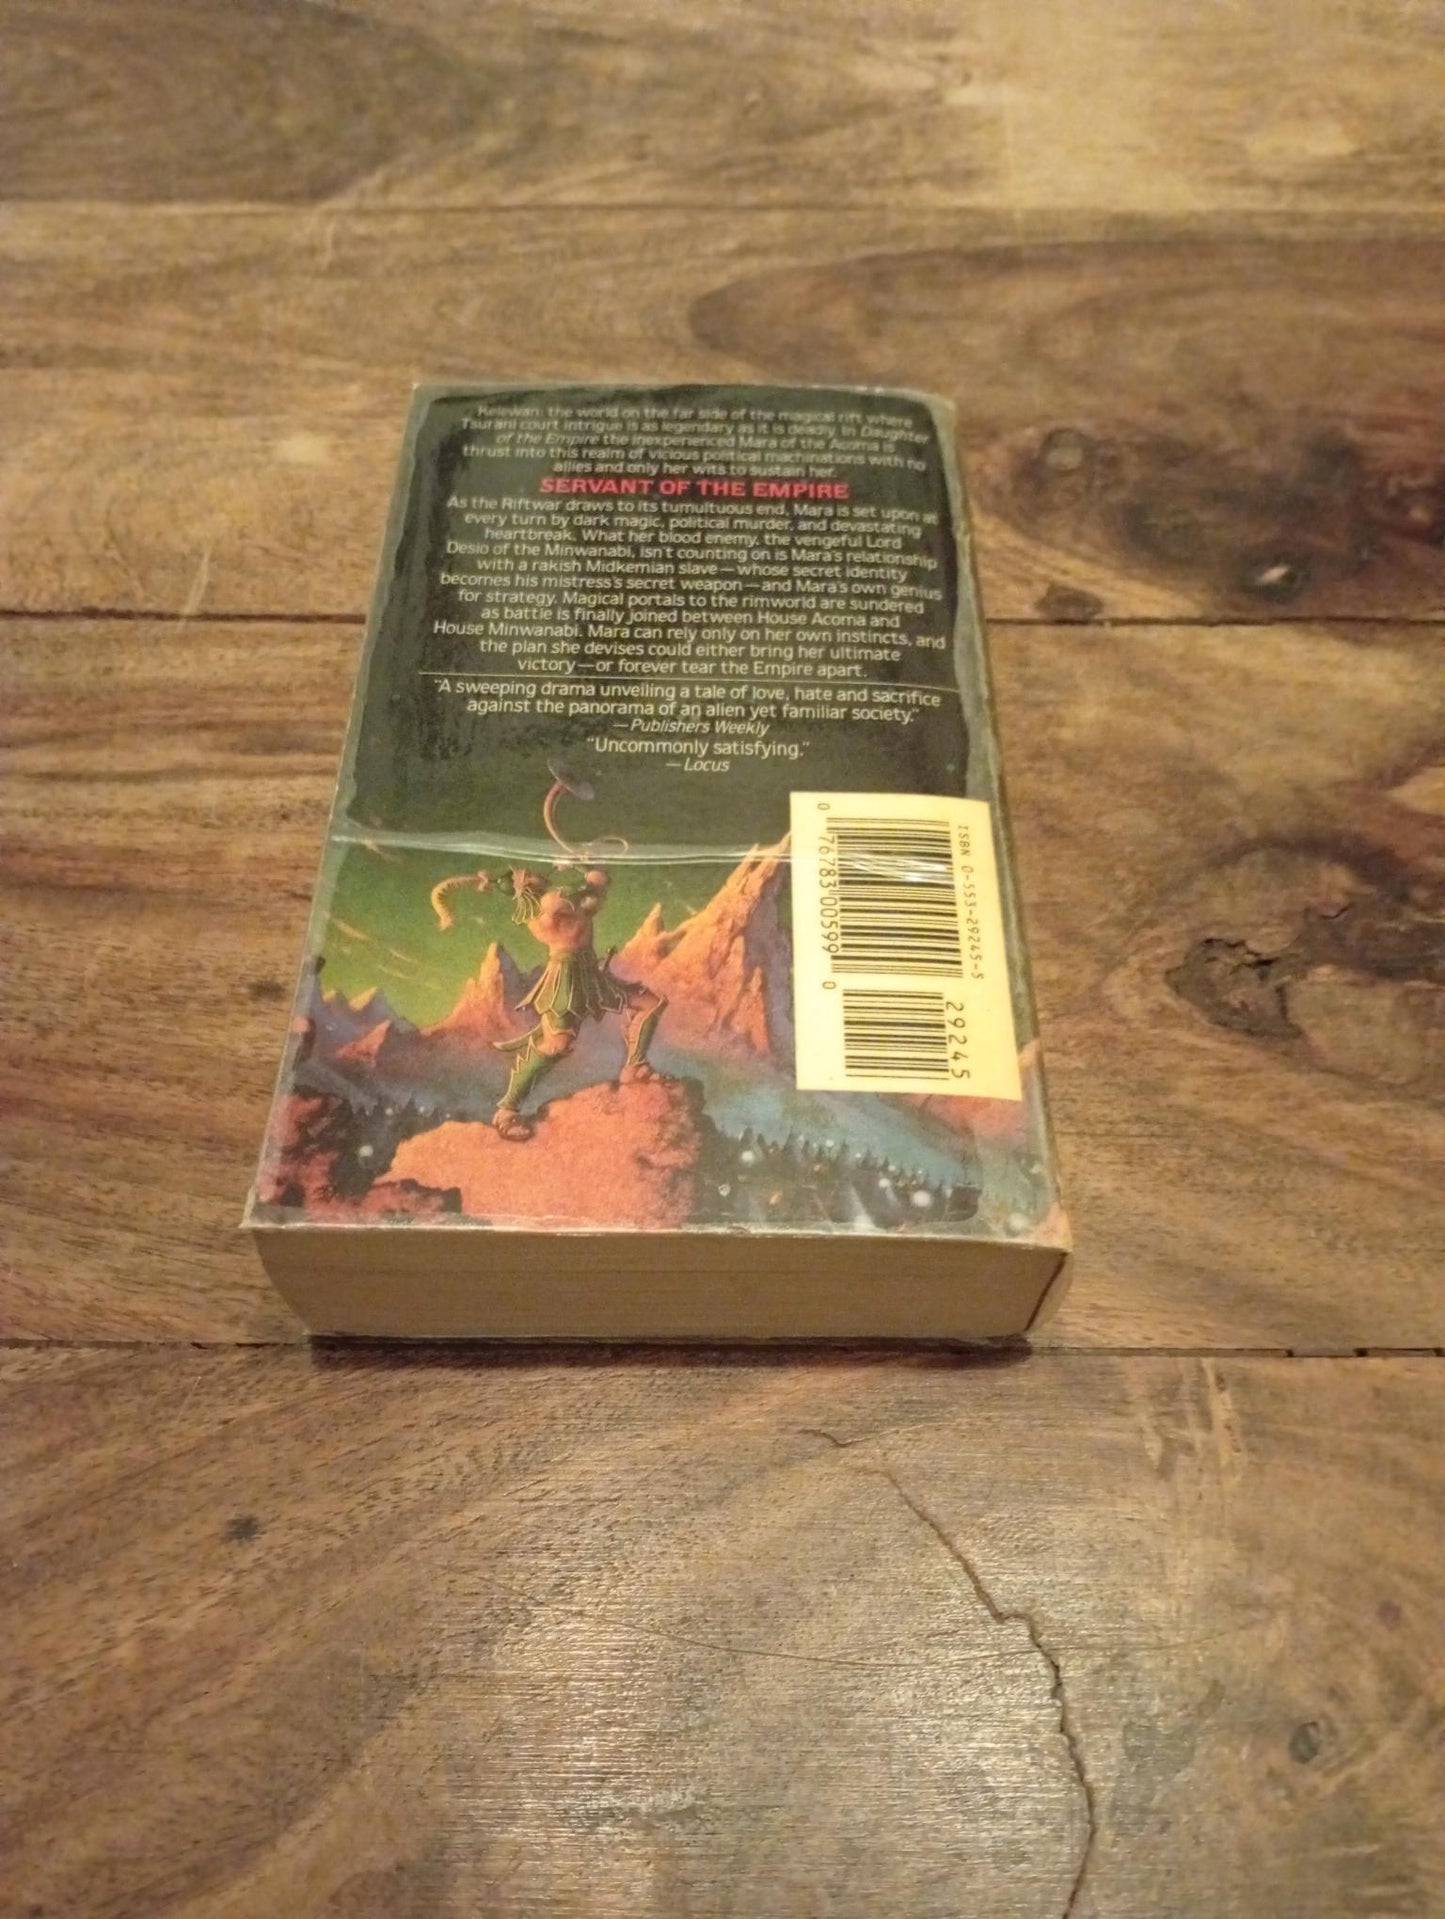 Kelewan: the world on the far side of the magical rift where
Tsurani court intrigue is as legendary as it is deadly. In Daughter
of the Empire the inexperienced Mara of the Acoma is
thrust into this realm of vicious political machinations with no
allies and only her wits to sustain her.
SERVANT OF THE EMPIRE
As the Riftwar draws to its tumultuous end, Mara is set upon at
every turn by dark magic, political murder, and devastating
heartbreak. What her blood enemy, the vengeful Lord
Desio of the Minwanabi, isn't counting on is Mara's relationship
with a rakish Midkemian slave—whose secret identity
becomes his mistress's secret weapon—and Mara's own genius
for strategy. Magical portals to the rimworld are sundered
as battle is finally joined between House Acoma and
House Minwanabi. Mara can rely only on her own instincts, and
the plan she devises could either bring her ultimate
victory—or forever tear the Empire apart.
"A sweeping drama unveiling a tale of love, hate and sacrifice
against the panorama of an alien yet familiar society."
—Publishers Weekly
"Uncommonly satisfying."
—Locus
ISBN 0-553-29245-5
0 76783 00599 0
29245